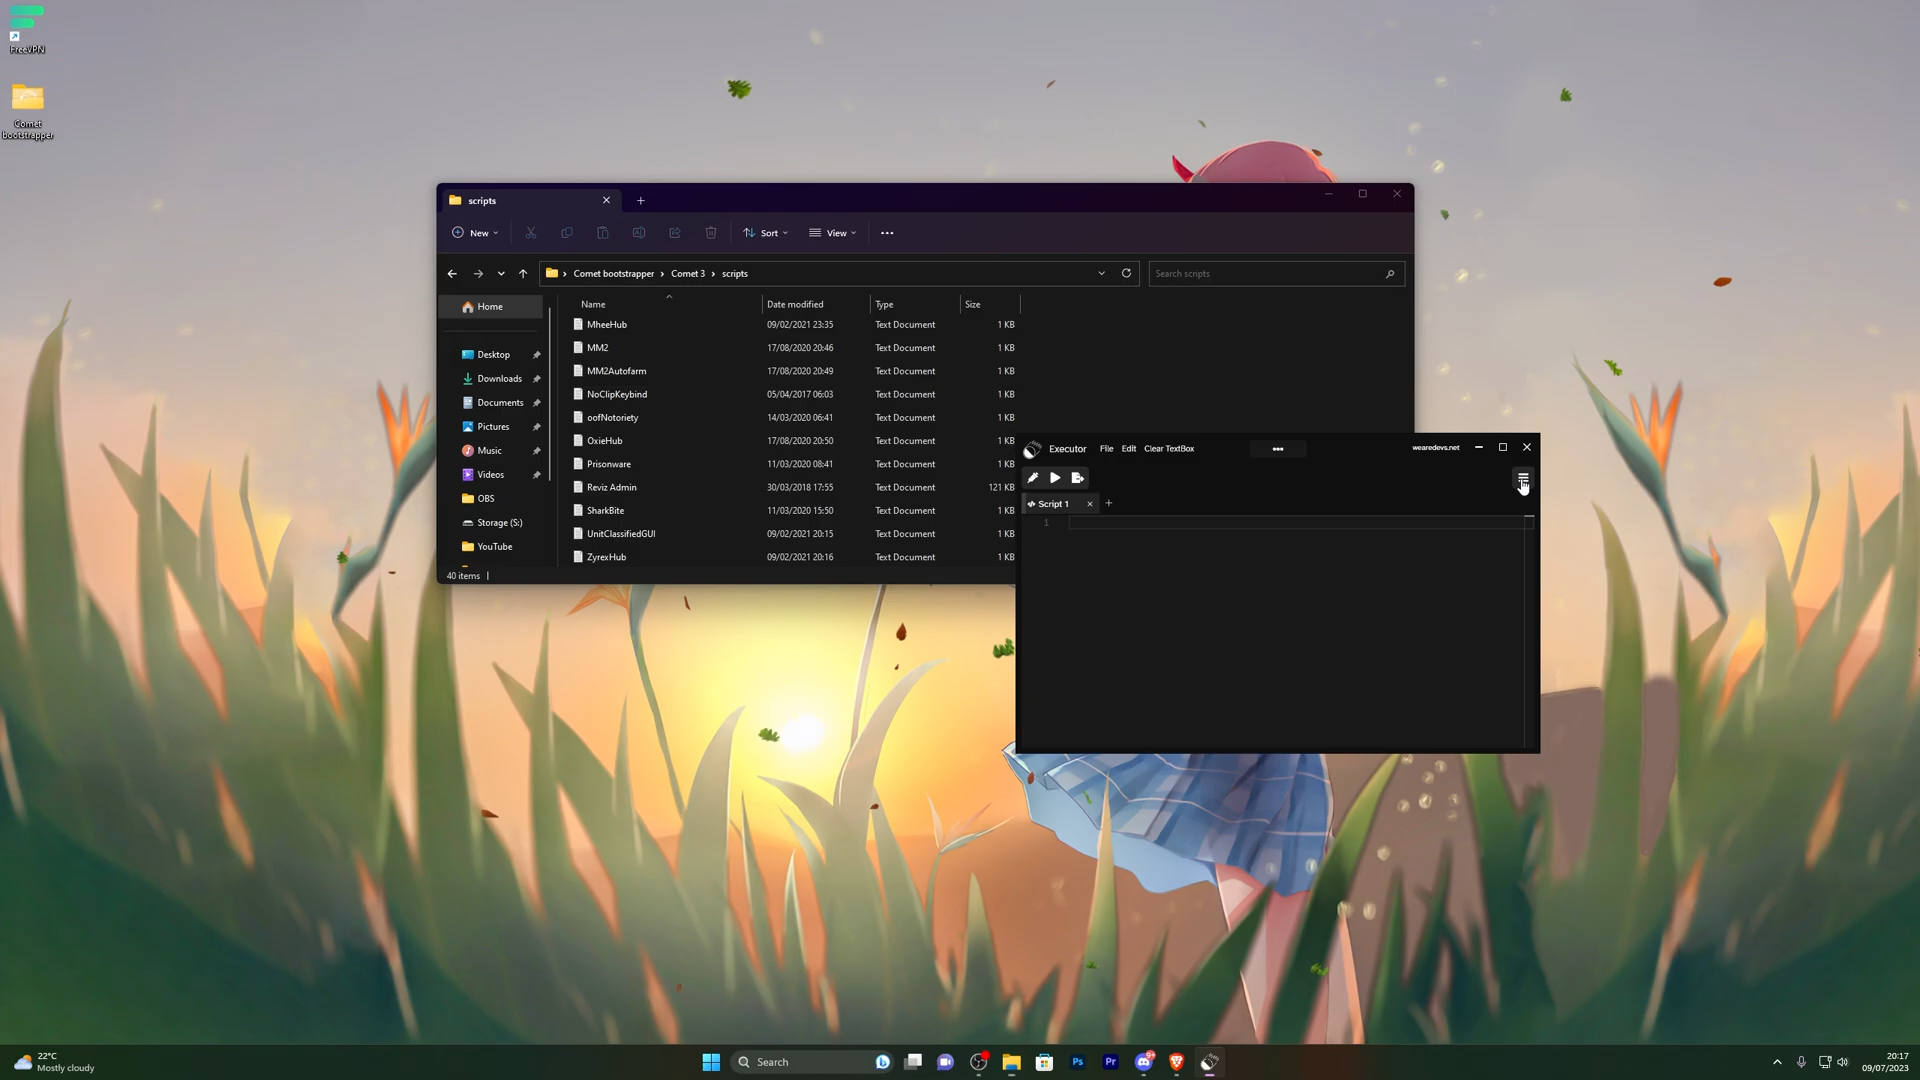 FreeVPN
Comet
bootstrapper
scripts
New
Sort
View
Comet bootstrapper
Comet 3
scripts
Search scripts
Home
Desktop
Downloads
Documents
Pictures
Music
Videos
OBS
Storage (S:)
YouTube
Name Date modified Type Size
MheeHub 09/02/2021 23:35 Text Document 1 KB
MM2 17/08/2020 20:46 Text Document 1 KB
MM2Autofarm 17/08/2020 20:49 Text Document 1 KB
NoClipKeybind 05/04/2017 06:03 Text Document 1 KB
oofNotoriety 14/03/2020 06:41 Text Document 1 KB
OxieHub 17/08/2020 20:50 Text Document 1 KB
Prisonware 11/03/2020 08:41 Text Document 1 KB
Reviz Admin 30/03/2018 17:55 Text Document 121 KB
SharkBite 11/03/2020 15:50 Text Document 1 KB
UnitClassifiedGUI 09/02/2021 20:15 Text Document 1 KB
ZyrexHub 09/02/2021 20:16 Text Document 1 KB
40 items
Executor File Edit Clear TextBox
wearedevs.net
Script 1
1
22°C
Mostly cloudy
Search
Ps
Pr
9+
20:17
09/07/2023